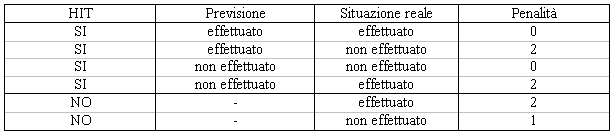 HIT Previsione Situazione reale Penalità
SI effettuato effettuato 0
SI effettuato non effettuato 2
SI non effettuato non effettuato 0
SI non effettuato effettuato 2
NO - effettuato 2
NO - non effettuato 1